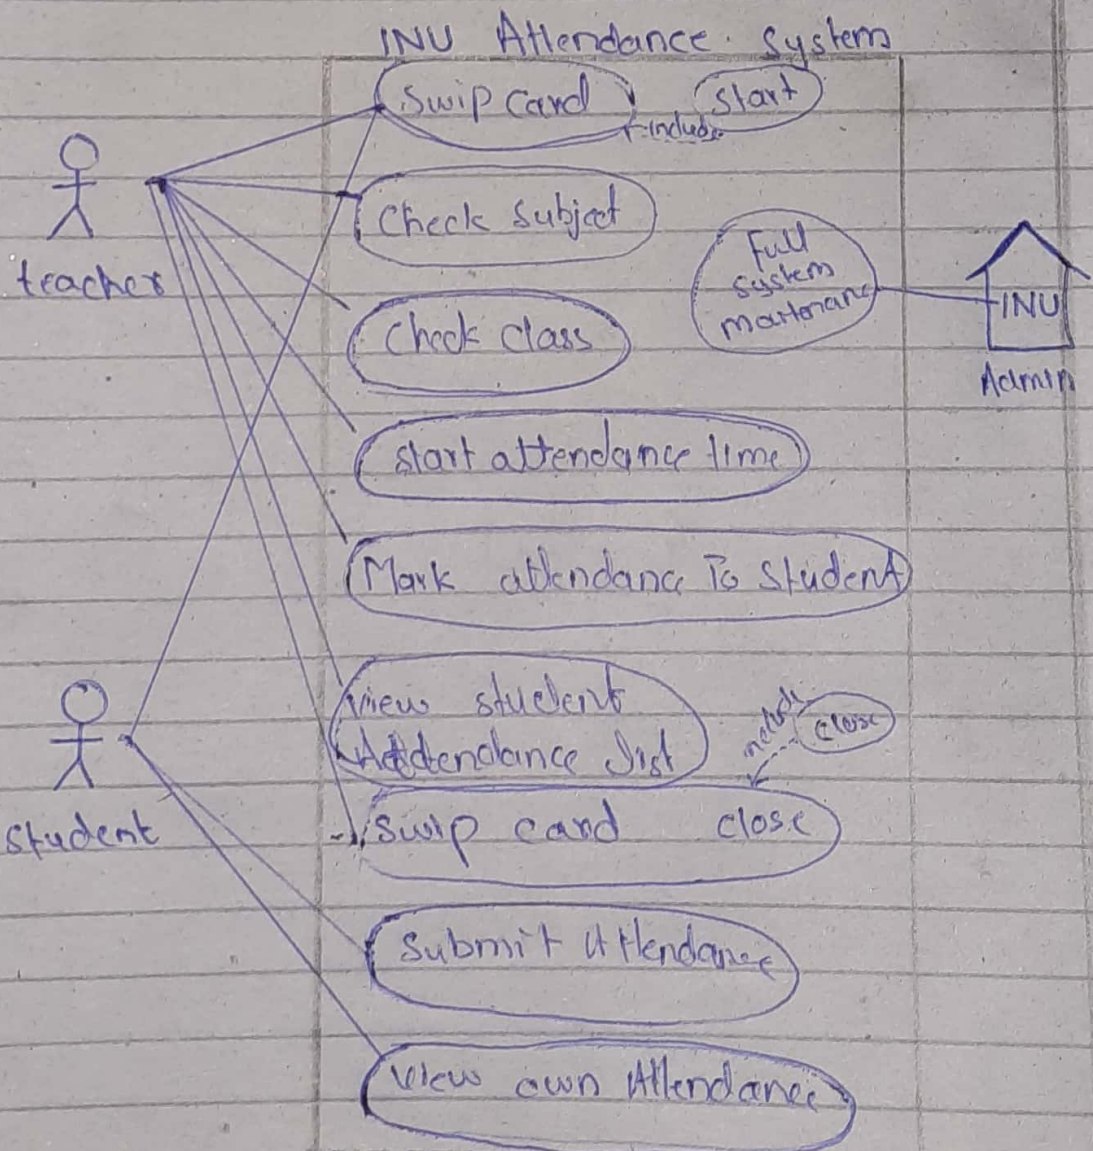 INU Attendance System
Swip Card
Start
include
teacher
Check Subject
Full
System
INU
Admin
Check class
Start attendance time
Mark attendance To Student
View student
Attendance list
include
Close
student
Swip card close
Submit Attendance
View own Attendance